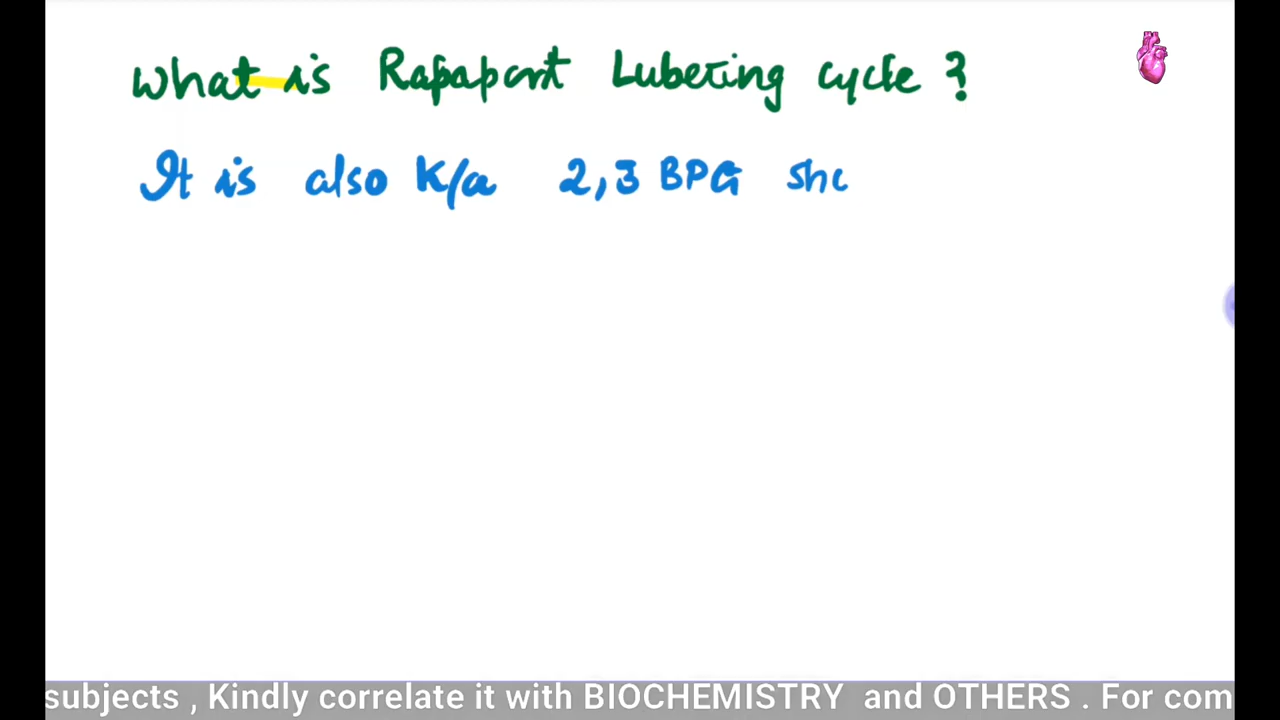 What is Rapaport Lubering cycle ?
It is also K/a 2,3 BPG sho
subjects , Kindly correlate it with BIOCHEMISTRY and OTHERS . For com